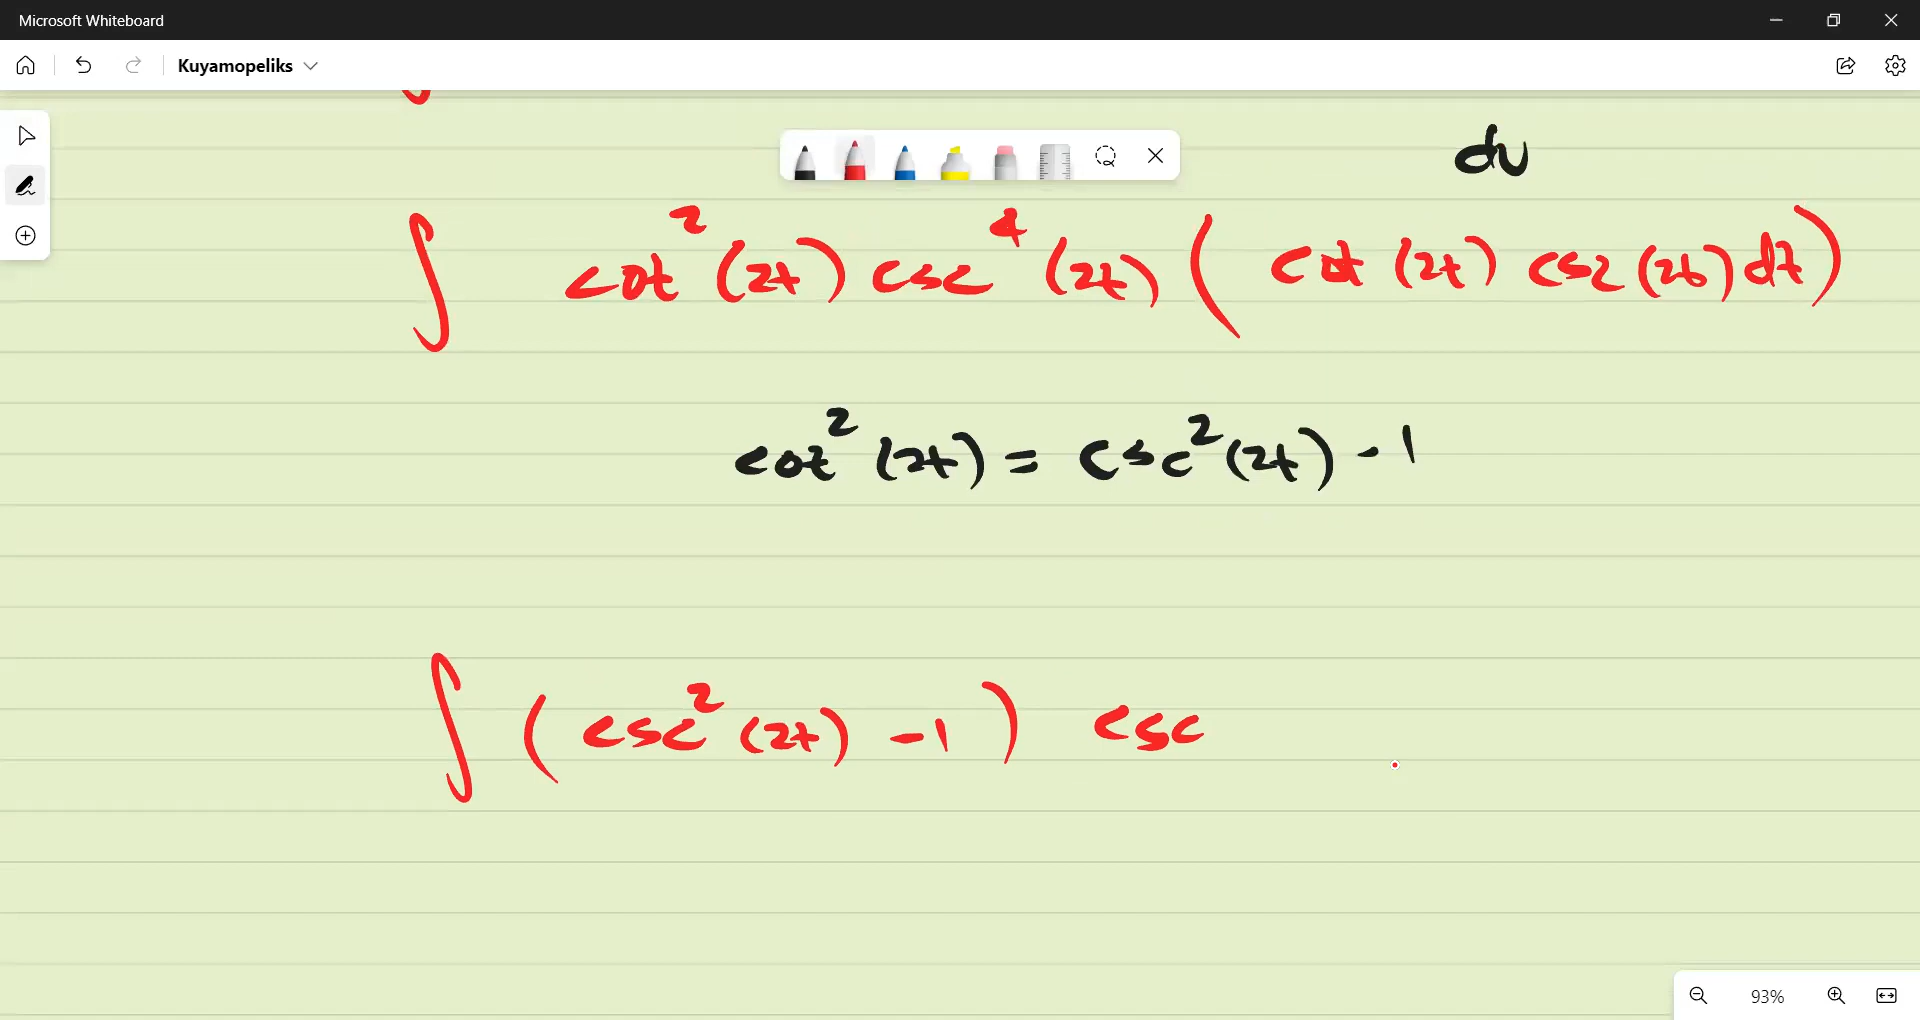 Microsoft Whiteboard
Kuyamopeliks
du
∫ cot² (2t) csc⁴ (2t) ( cot (2t) csc (2t) dt )
cot² (2t) = csc² (2t) - 1
∫ ( csc² (2t) - 1 ) csc
93%